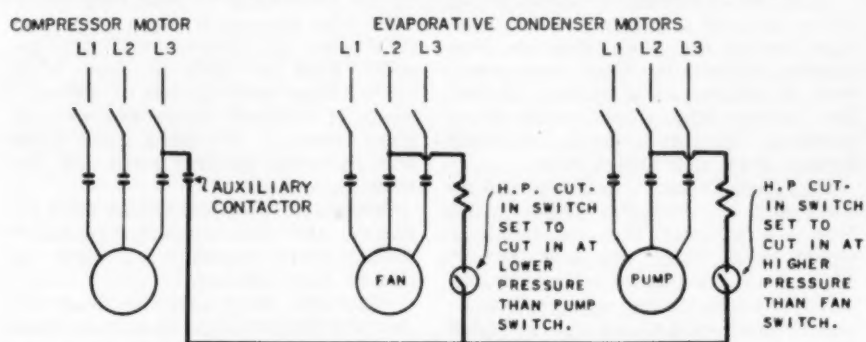 COMPRESSOR MOTOR
L1 L2 L3
AUXILIARY
CONTACTOR
EVAPORATIVE CONDENSER MOTORS
L1 L2 L3
FAN
H.P. CUT-
IN SWITCH
SET TO
CUT IN AT
LOWER
PRESSURE
THAN PUMP
SWITCH.
L1 L2 L3
PUMP
H.P CUT-
IN SWITCH
SET TO
CUT IN AT
HIGHER
PRESSURE
THAN FAN
SWITCH.